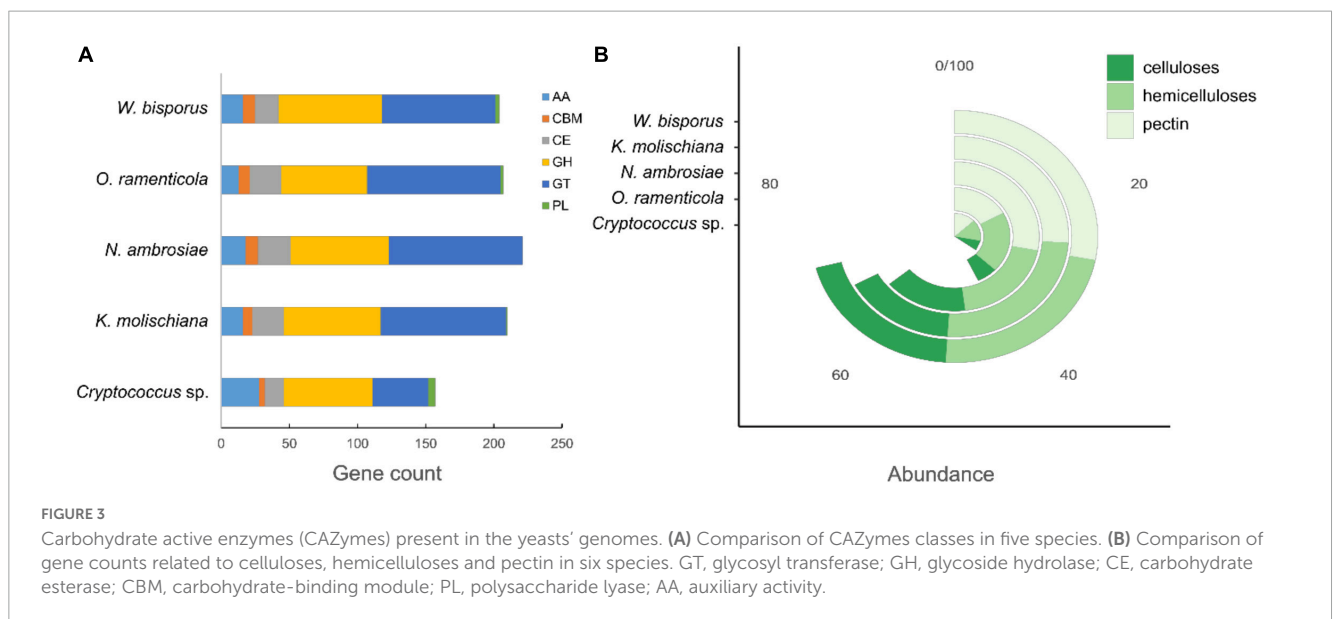 A
W. bisporus
O. ramenticola
N. ambrosiae
K. molischiana
Cryptococcus sp.
0 50 100 150 200 250
Gene count
AA
CBM
CE
GH
GT
PL
B
0/100
20
40
60
80
W. bisporus
K. molischiana
N. ambrosiae
O. ramenticola
Cryptococcus sp.
celluloses
hemicelluloses
pectin
Abundance
FIGURE 3
Carbohydrate active enzymes (CAZymes) present in the yeasts’ genomes. (A) Comparison of CAZymes classes in five species. (B) Comparison of
gene counts related to celluloses, hemicelluloses and pectin in six species. GT, glycosyl transferase; GH, glycoside hydrolase; CE, carbohydrate
esterase; CBM, carbohydrate-binding module; PL, polysaccharide lyase; AA, auxiliary activity.